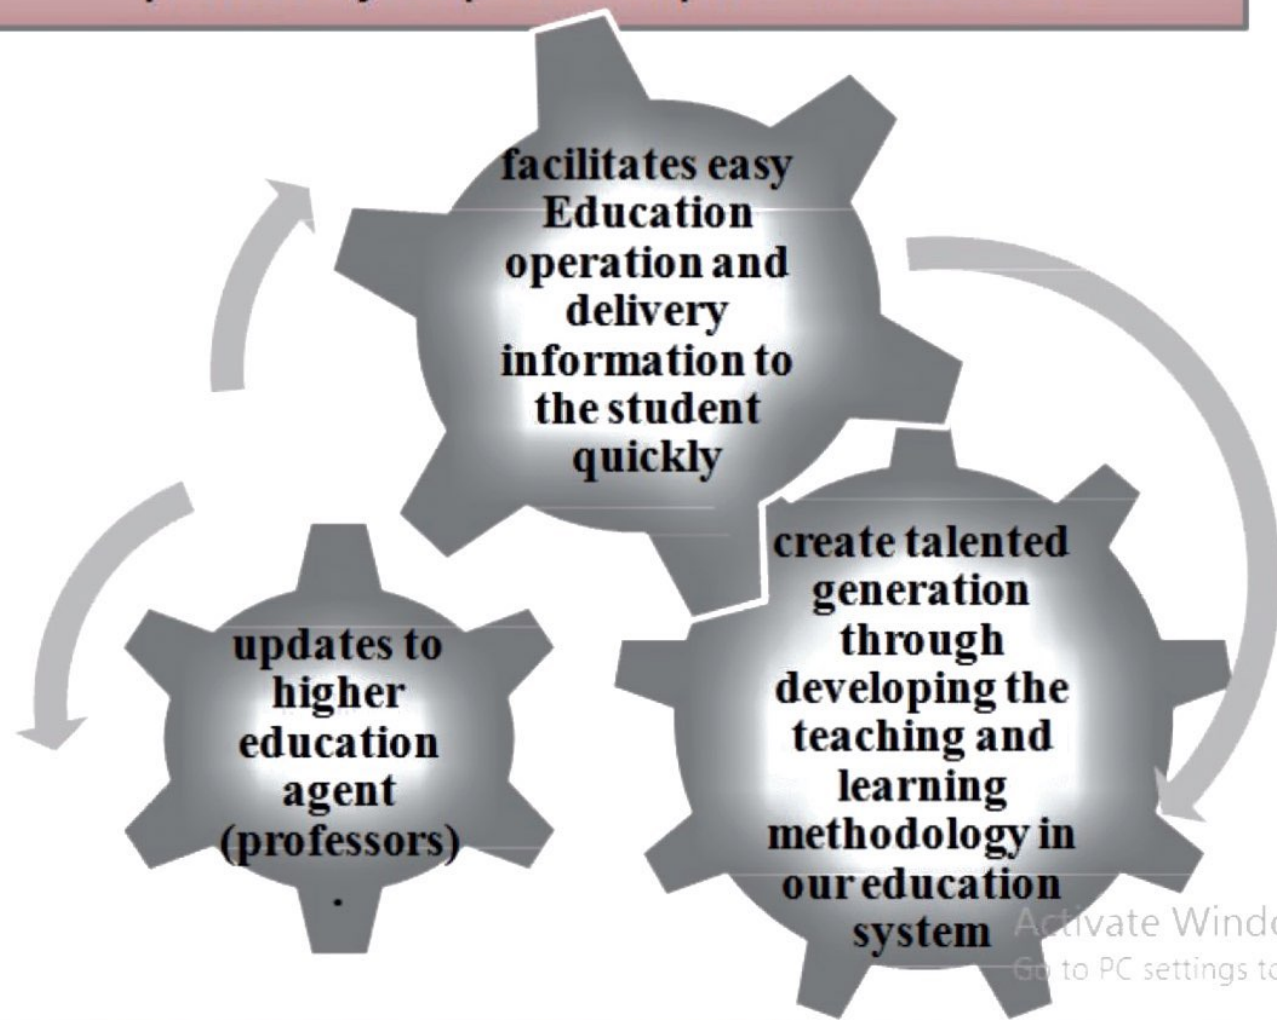 facilitates easy
Education
operation and
delivery
information to
the student
quickly
updates to
higher
education
agent
(professors)
.
create talented
generation
through
developing the
teaching and
learning
methodology in
our education
system
Activate
Go to PC settings to